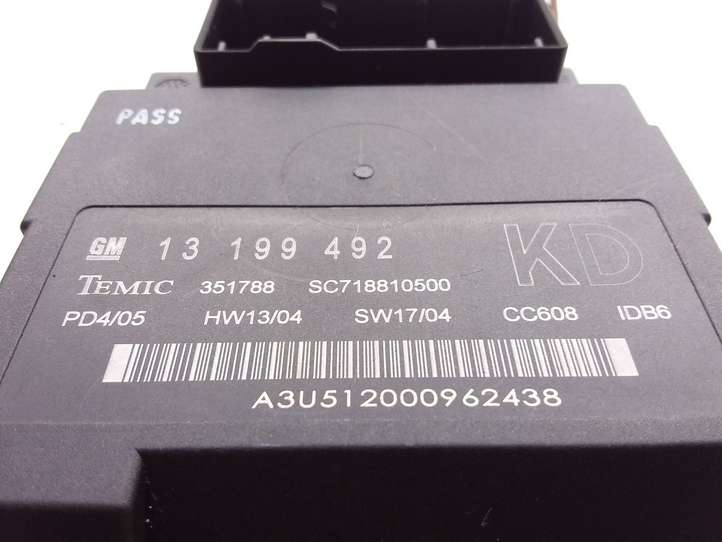 PASS
GM 13 199 492 KD
TEMIC 351788 SC718810500
PD4/05 HW13/04 SW17/04 CC608 IDB6
A3U512000962438